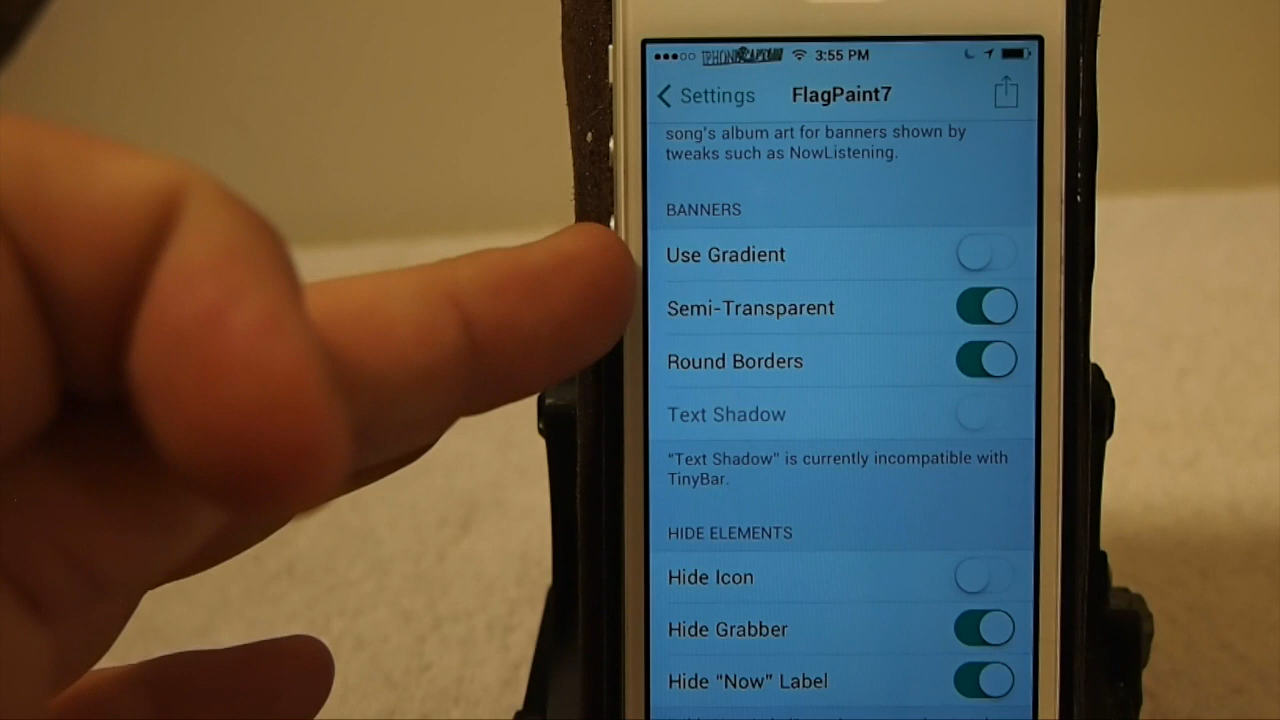 3:55 PM
Settings
FlagPaint7
song's album art for banners shown by
tweaks such as NowListening.
BANNERS
Use Gradient
Semi-Transparent
Round Borders
Text Shadow
"Text Shadow" is currently incompatible with
TinyBar.
HIDE ELEMENTS
Hide Icon
Hide Grabber
Hide "Now" Label